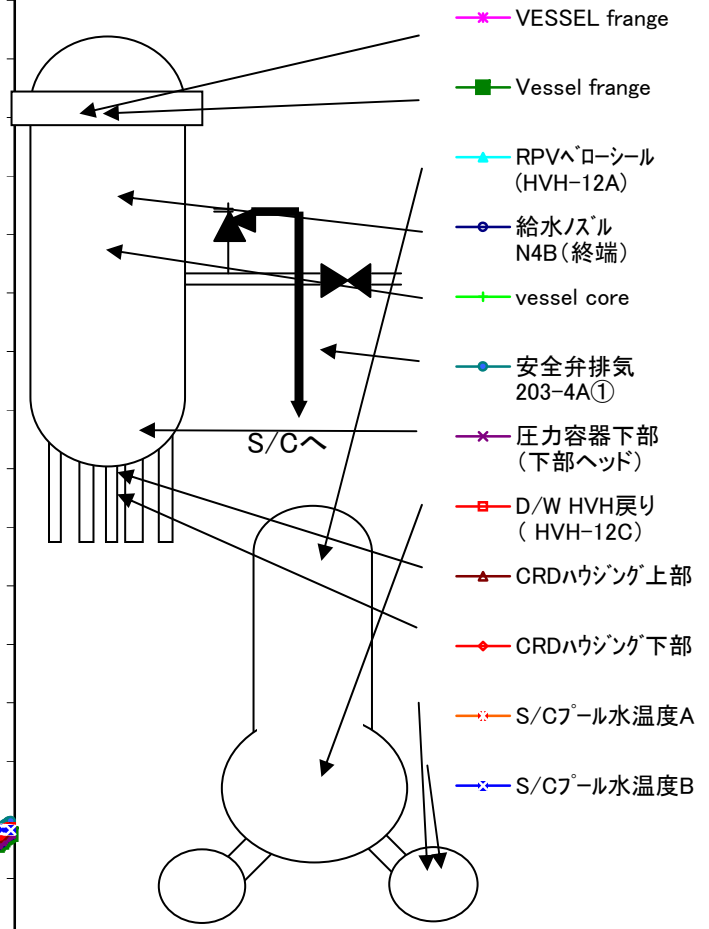 VESSEL frange
Vessel frange
RPVベローシール
(HVH-12A)
給水ノズル
N4B(終端)
vessel core
安全弁排気
203-4A①
圧力容器下部
(下部ヘッド)
D/W HVH戻り
( HVH-12C)
CRDハウジング上部
CRDハウジング下部
S/Cプール水温度A
S/Cプール水温度B
S/Cへ